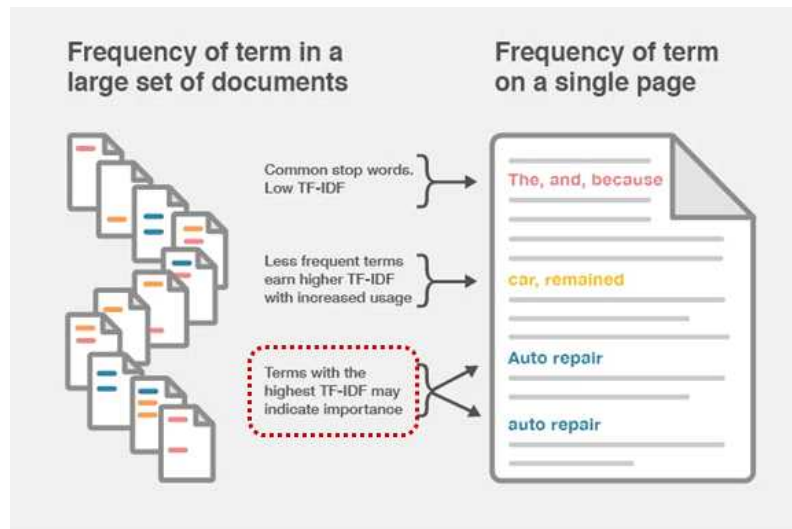 Frequency of term in a
large set of documents
Frequency of term
on a single page
Common stop words.
Low TF-IDF
The, and, because
Less frequent terms
earn higher TF-IDF
with increased usage
car, remained
Terms with the
highest TF-IDF may
indicate importance
Auto repair
auto repair